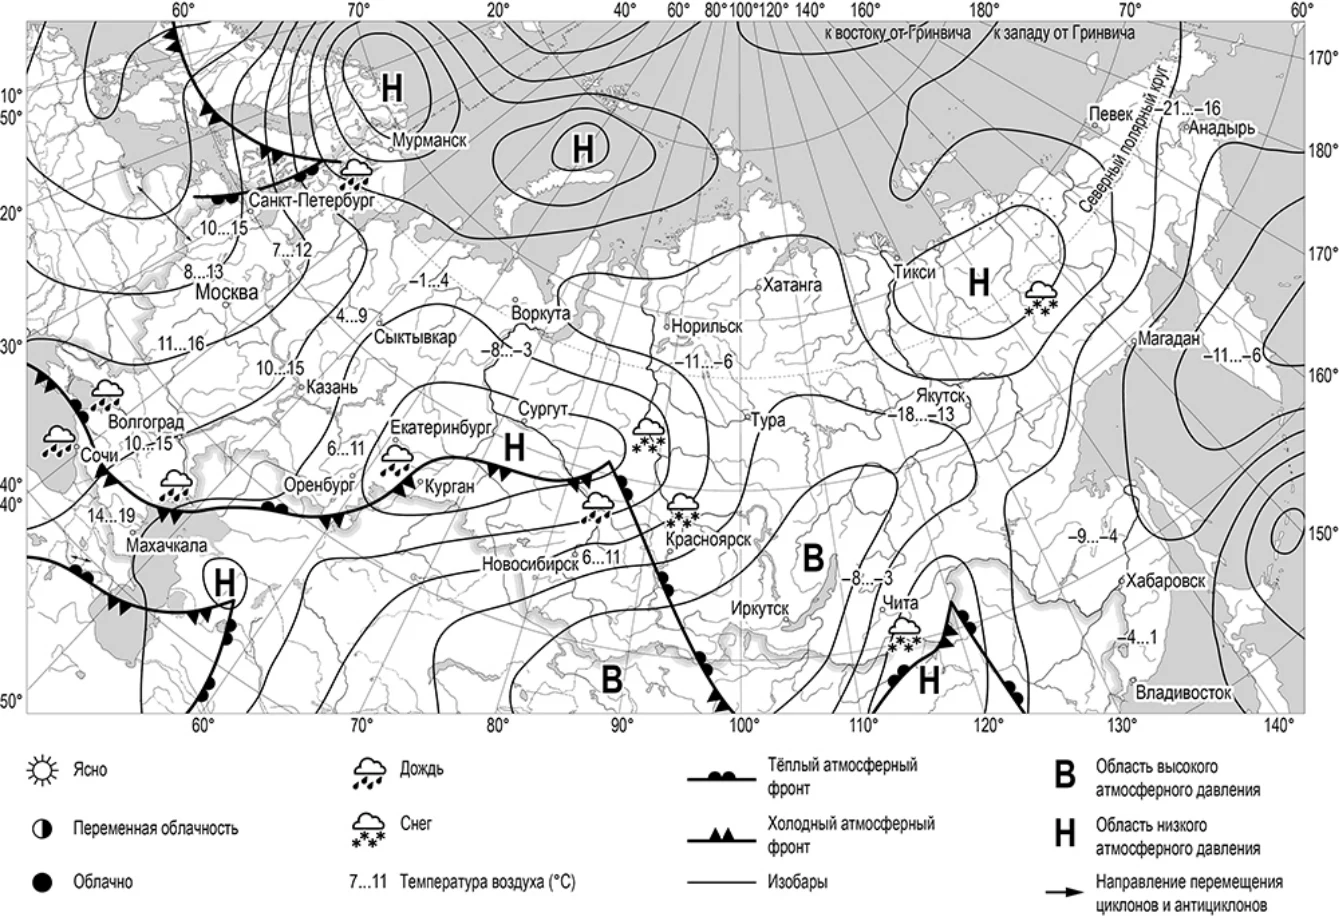 60° 70° 20° 40° 60° 80° 100° 120° 140° 160° 180° 70° 60°
к востоку от Гринвича к западу от Гринвича
170°
10°
50°
Н
Северный полярный круг
Певек
–21...–16
Анадырь
Мурманск
Н
180°
Санкт-Петербург
20°
10...15
7...12
170°
8...13
Москва
–1...4
Тикси
Н
Хатанга
Воркута
4...9
Сыктывкар
Норильск
Магадан
30°
11...16
–8...–3
–11...–6
–11...–6
10...15
Казань
160°
Якутск
Сургут
–18...–13
Волгоград
Тура
10...15
Екатеринбург
Н
6...11
Сочи
40°
Оренбург
Курган
40°
14...19
150°
Махачкала
Красноярск
–9...–4
Новосибирск
6...11
В
Н
–8...–3
Хабаровск
Иркутск
Чита
–4...1
В
Н
Владивосток
50°
60° 70° 80° 90° 100° 110° 120° 130° 140°
Ясно
Переменная облачность
Облачно
Дождь
Снег
7...11 Температура воздуха (°С)
Тёплый атмосферный
фронт
Холодный атмосферный
фронт
Изобары
В Область высокого
атмосферного давления
Н Область низкого
атмосферного давления
Направление перемещения
циклонов и антициклонов